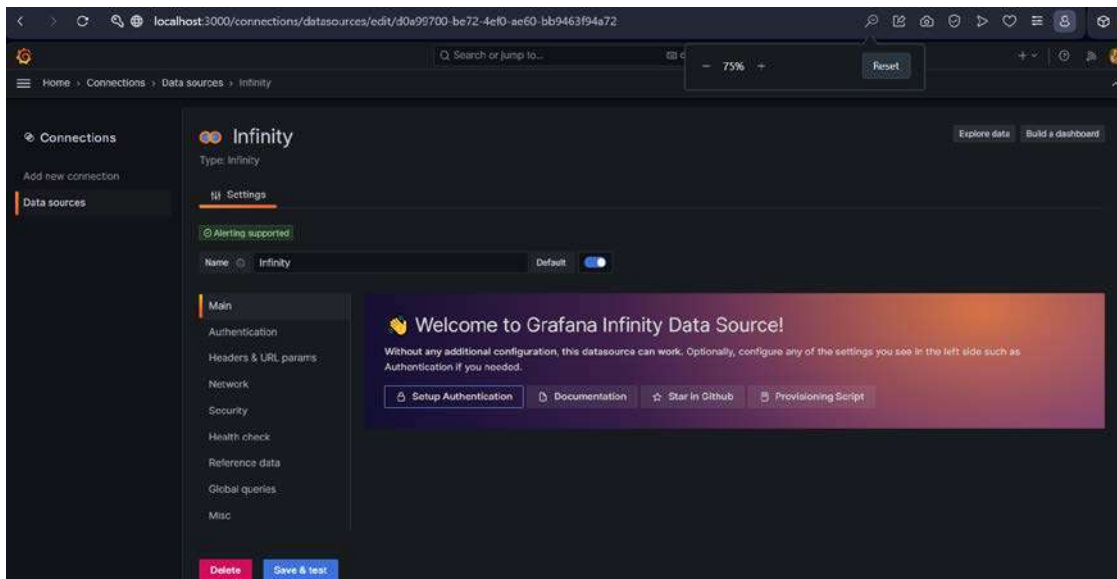 localhost:3000/connections/datasources/edit/d0a99700-be72-4ef0-ae60-bb9463f94a72
Search or jump to...
75%
Reset
Home › Connections › Data sources › Infinity
Connections
Add new connection
Data sources
Infinity
Type: Infinity
Explore data
Build a dashboard
Settings
Alerting supported
Name
Infinity
Default
Main
Authentication
Headers & URL params
Network
Security
Health check
Reference data
Global queries
Misc
Welcome to Grafana Infinity Data Source!
Without any additional configuration, this datasource can work. Optionally, configure any of the settings you see in the left side such as
Authentication if you needed.
Setup Authentication
Documentation
Star in Github
Provisioning Script
Delete
Save & test